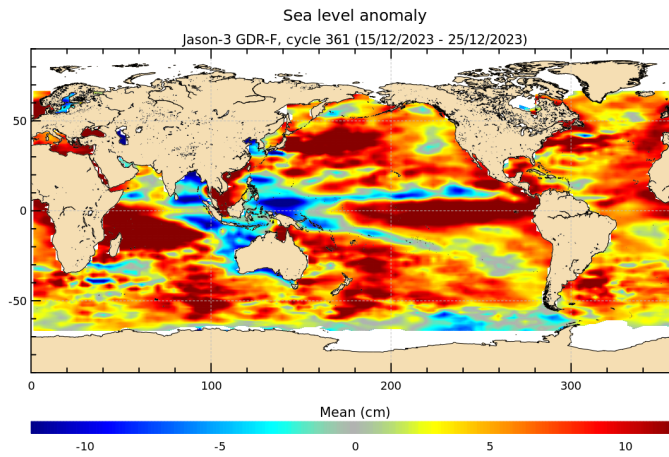 Sea level anomaly
Jason-3 GDR-F, cycle 361 (15/12/2023 - 25/12/2023)
50
0
-50
0 100 200 300
Mean (cm)
-10 -5 0 5 10